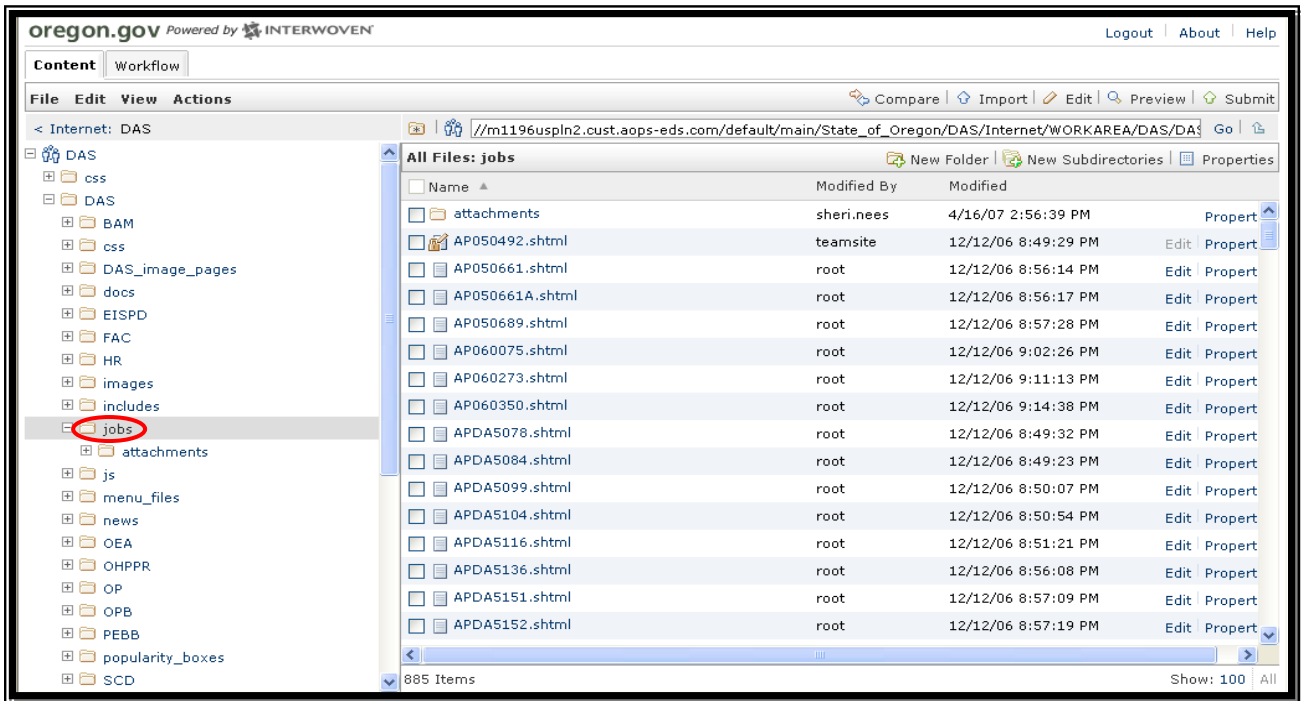 oregon.gov Powered by INTERWOVEN
Logout About Help
Content Workflow
File Edit View Actions
Compare Import Edit Preview Submit
< Internet: DAS
//m1196uspln2.cust.aops-eds.com/default/main/State_of_Oregon/DAS/Internet/WORKAREA/DAS/DAS Go
DAS
css
DAS
BAM
css
DAS_image_pages
docs
EISPD
FAC
HR
images
includes
jobs
attachments
js
menu_files
news
OEA
OHPPR
OP
OPB
PEBB
popularity_boxes
SCD
All Files: jobs New Folder New Subdirectories Properties
Name Modified By Modified
attachments sheri.nees 4/16/07 2:56:39 PM Propert
AP050492.shtml teamsite 12/12/06 8:49:29 PM Edit Propert
AP050661.shtml root 12/12/06 8:56:14 PM Edit Propert
AP050661A.shtml root 12/12/06 8:56:17 PM Edit Propert
AP050689.shtml root 12/12/06 8:57:28 PM Edit Propert
AP060075.shtml root 12/12/06 9:02:26 PM Edit Propert
AP060273.shtml root 12/12/06 9:11:13 PM Edit Propert
AP060350.shtml root 12/12/06 9:14:38 PM Edit Propert
APDA5078.shtml root 12/12/06 8:49:32 PM Edit Propert
APDA5084.shtml root 12/12/06 8:49:23 PM Edit Propert
APDA5099.shtml root 12/12/06 8:50:07 PM Edit Propert
APDA5104.shtml root 12/12/06 8:50:54 PM Edit Propert
APDA5116.shtml root 12/12/06 8:51:21 PM Edit Propert
APDA5136.shtml root 12/12/06 8:56:08 PM Edit Propert
APDA5151.shtml root 12/12/06 8:57:09 PM Edit Propert
APDA5152.shtml root 12/12/06 8:57:19 PM Edit Propert
885 Items Show: 100 All